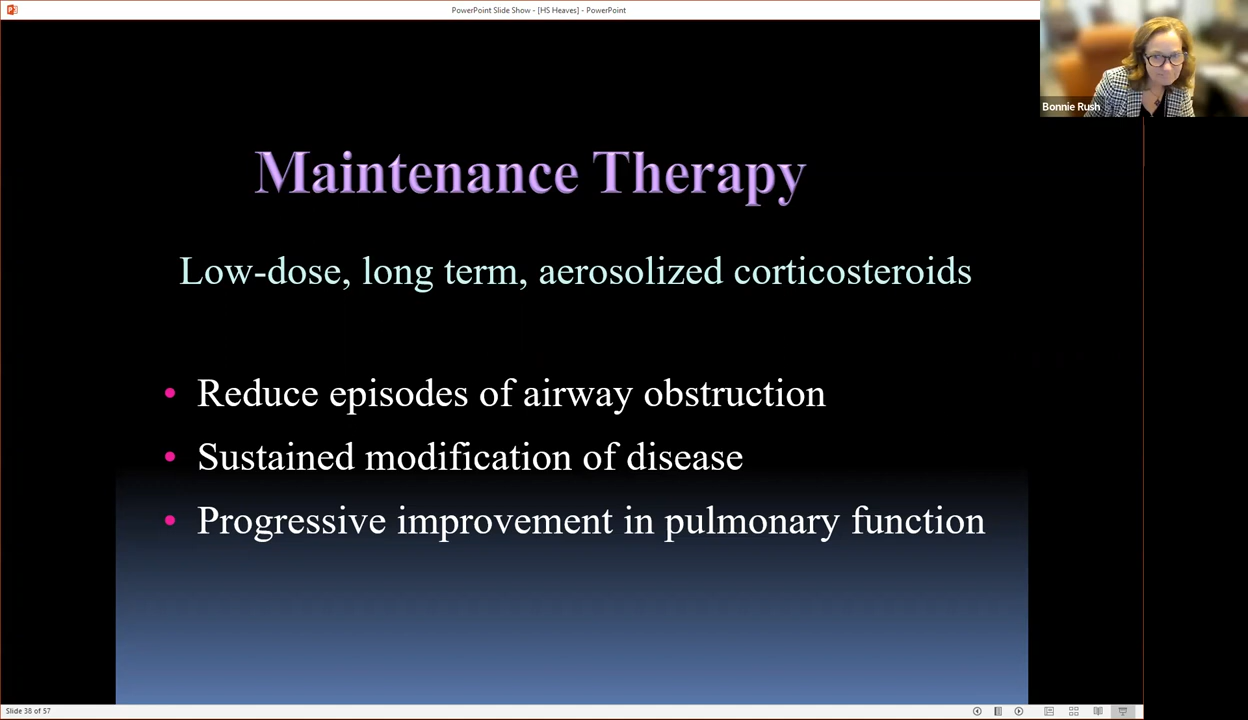 PowerPoint Slide Show - [HS Heaves] - PowerPoint
Bonnie Rush
Maintenance Therapy
Low-dose, long term, aerosolized corticosteroids
• Reduce episodes of airway obstruction
• Sustained modification of disease
• Progressive improvement in pulmonary function
Slide 38 of 57